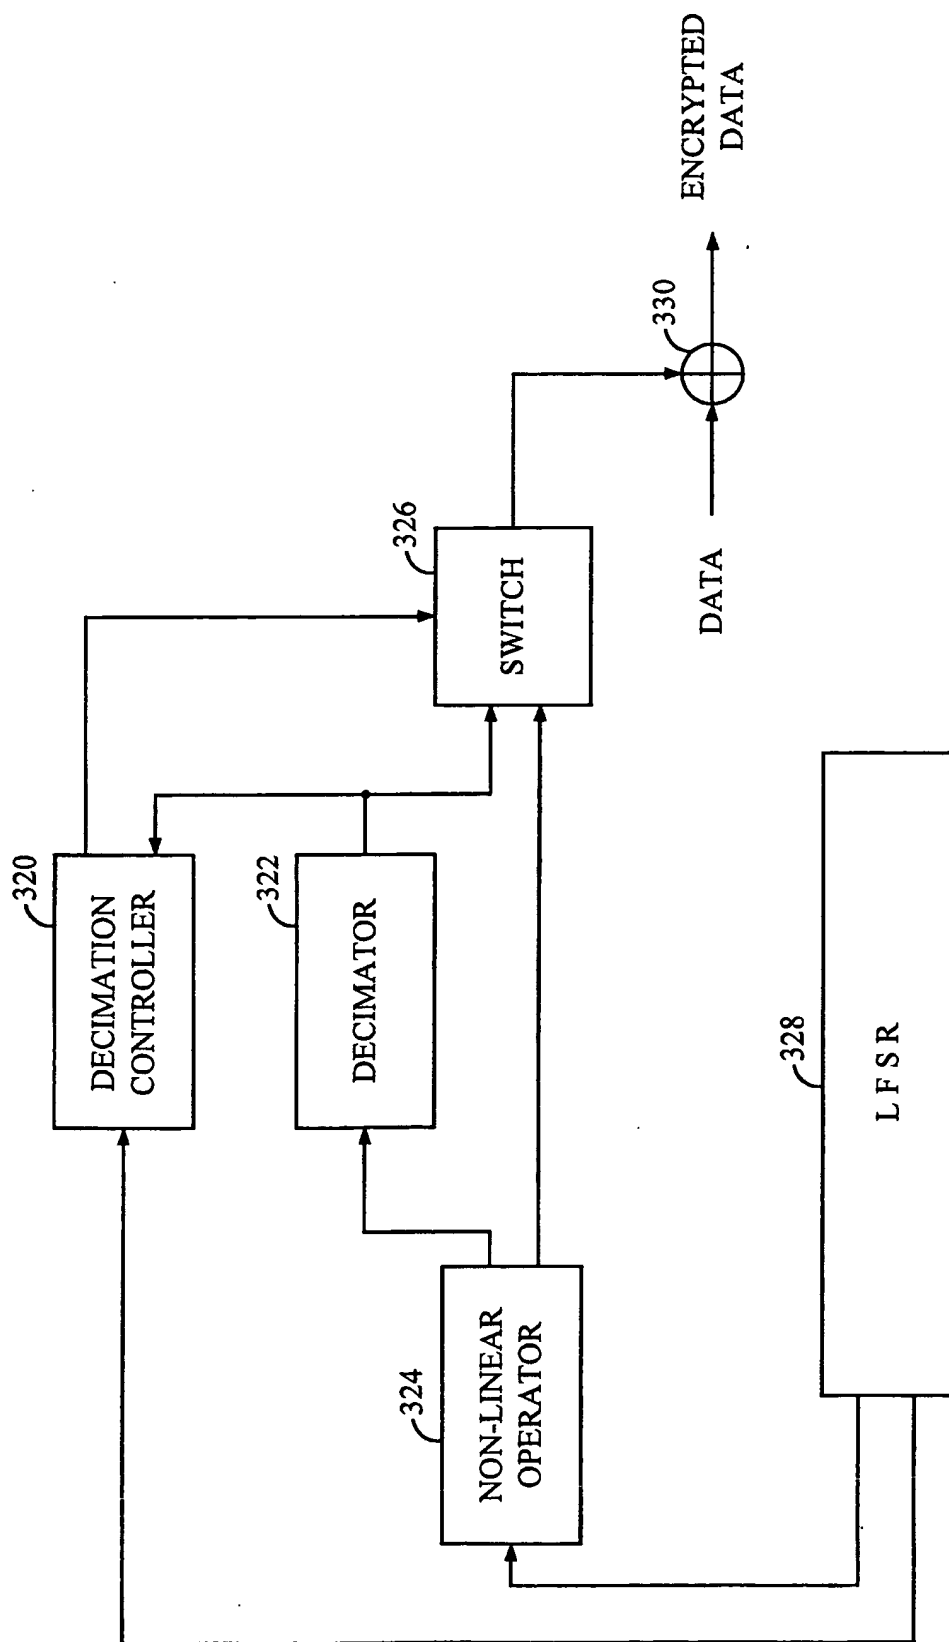 320
DECIMATION
CONTROLLER
322
DECIMATOR
324
NON-LINEAR
OPERATOR
326
SWITCH
328
L F S R
330
DATA
ENCRYPTED
DATA